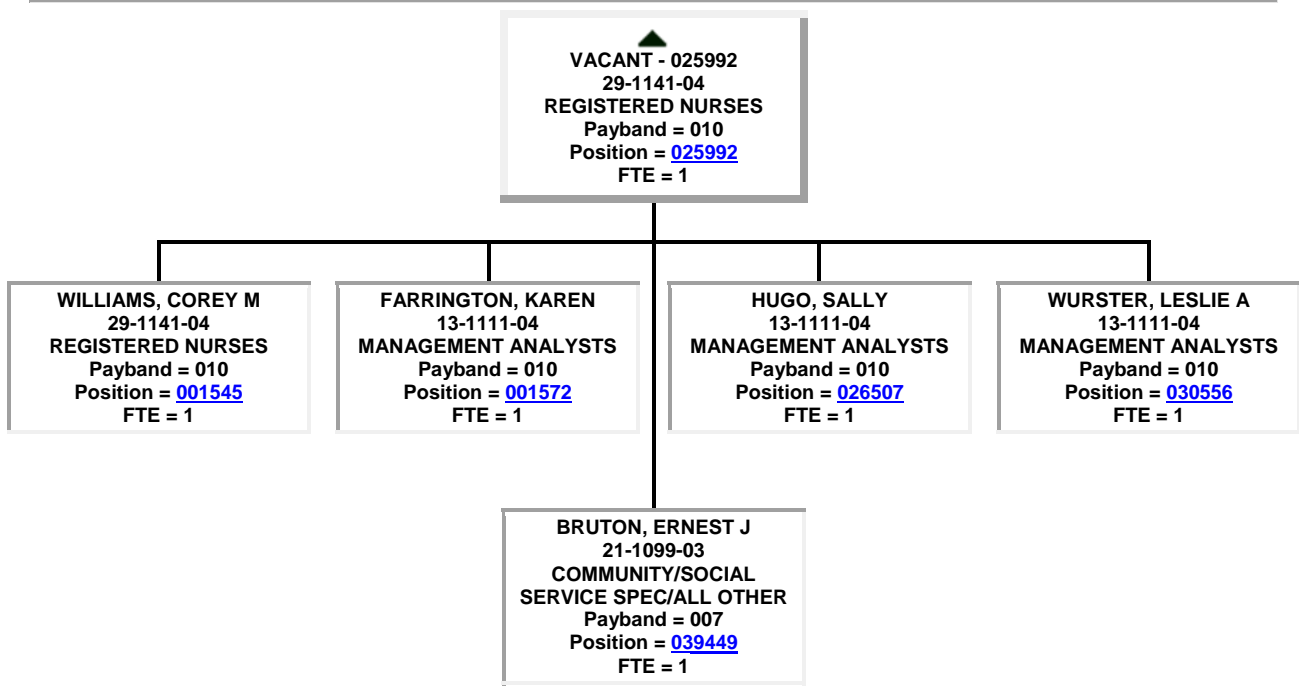 VACANT - 025992
29-1141-04
REGISTERED NURSES
Payband = 010
Position = 025992
FTE = 1
WILLIAMS, COREY M
29-1141-04
REGISTERED NURSES
Payband = 010
Position = 001545
FTE = 1
FARRINGTON, KAREN
13-1111-04
MANAGEMENT ANALYSTS
Payband = 010
Position = 001572
FTE = 1
HUGO, SALLY
13-1111-04
MANAGEMENT ANALYSTS
Payband = 010
Position = 026507
FTE = 1
WURSTER, LESLIE A
13-1111-04
MANAGEMENT ANALYSTS
Payband = 010
Position = 030556
FTE = 1
BRUTON, ERNEST J
21-1099-03
COMMUNITY/SOCIAL
SERVICE SPEC/ALL OTHER
Payband = 007
Position = 039449
FTE = 1